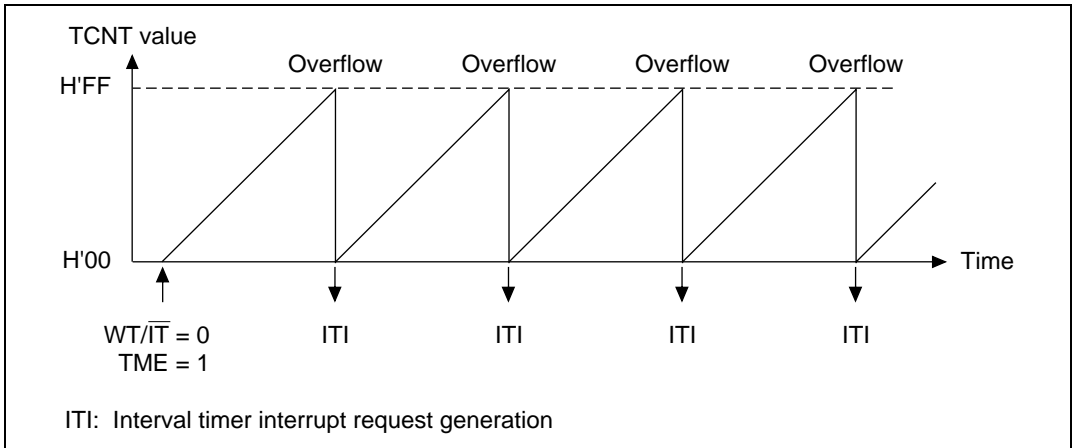 TCNT value
Overflow Overflow Overflow Overflow
H'FF
H'00
Time
WT/I̅T̅ = 0 ITI ITI ITI ITI
TME = 1
ITI: Interval timer interrupt request generation